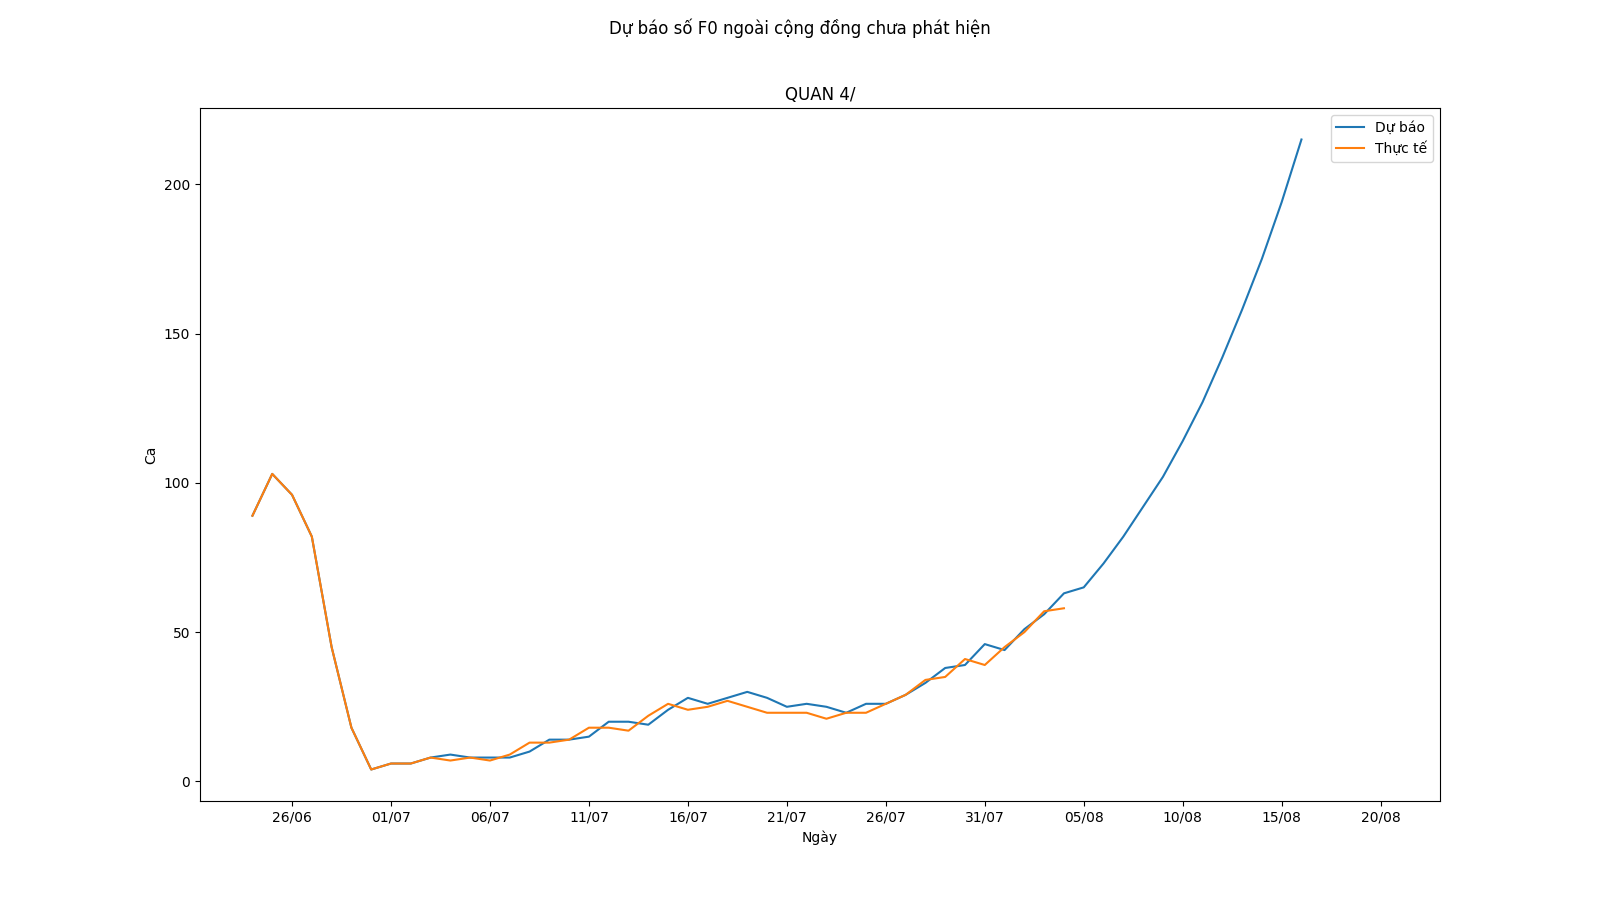 Dự báo số F0 ngoài cộng đồng chưa phát hiện
QUAN 4/
Dự báo
Thực tế
Ca
200
150
100
50
0
26/06 01/07 06/07 11/07 16/07 21/07 26/07 31/07 05/08 10/08 15/08 20/08
Ngày